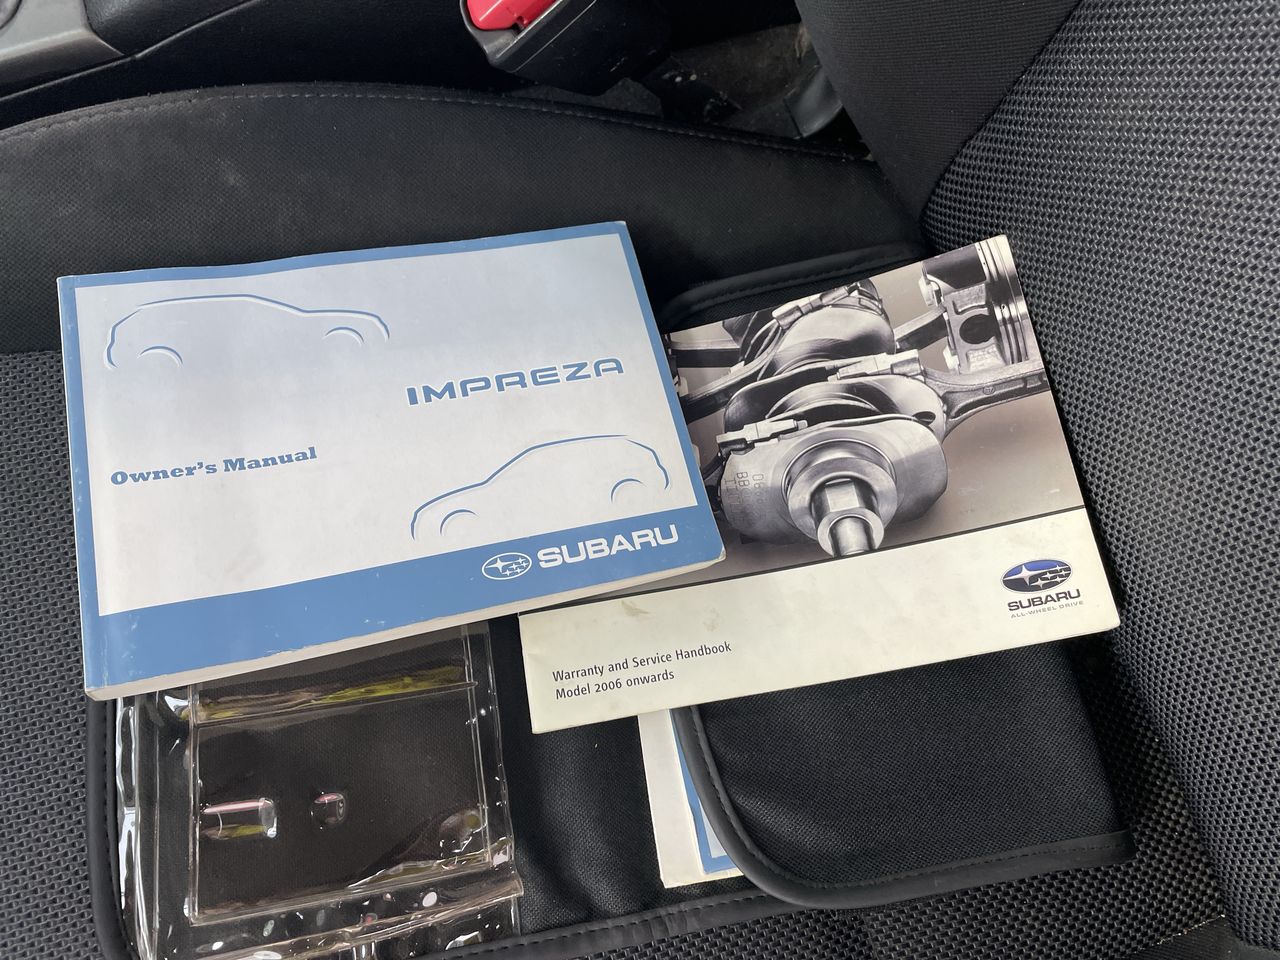 IMPREZA
Owner's Manual
SUBARU
SUBARU
ALL-WHEEL DRIVE
Warranty and Service Handbook
Model 2006 onwards